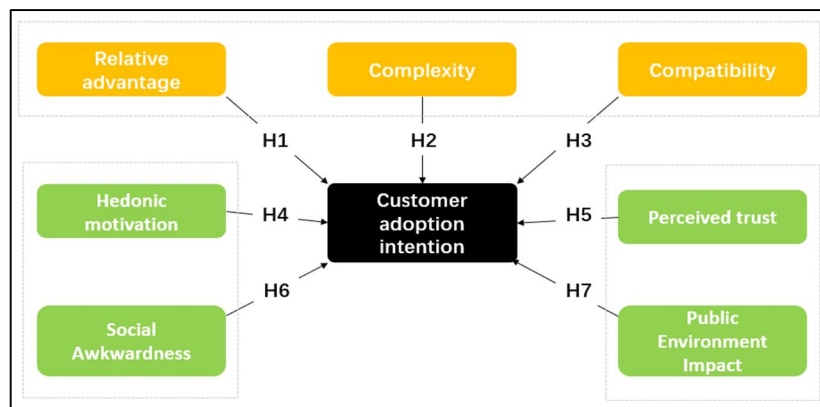 Relative
advantage
Complexity
Compatibility
H1
H2
H3
Hedonic
motivation
H4
Customer
adoption
intention
H5
Perceived trust
H6
H7
Social
Awkwardness
Public
Environment
Impact